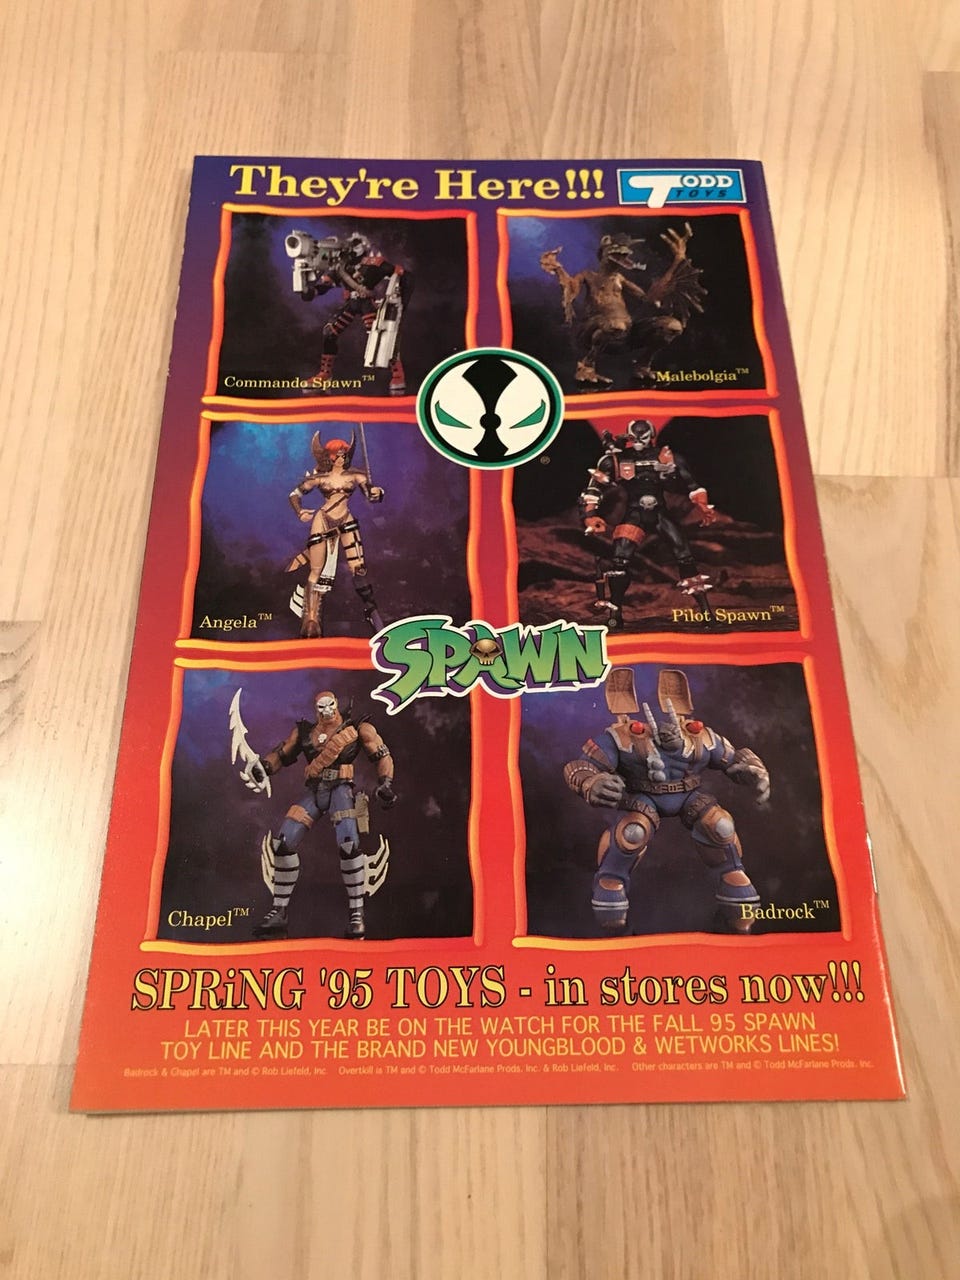 They're Here!!!
TODD
TOYS
Commando Spawn™
Malebolgia™
®
Angela™
Pilot Spawn™
®
SPAWN
Chapel™
Badrock™
SPRiNG '95 TOYS - in stores now!!!
LATER THIS YEAR BE ON THE WATCH FOR THE FALL 95 SPAWN
TOY LINE AND THE BRAND NEW YOUNGBLOOD & WETWORKS LINES!
Badrock & Chapel are TM and © Rob Liefeld, Inc. Overtkill is TM and © Todd McFarlane Prods. Inc. & Rob Liefeld, Inc. Other characters are TM and © Todd McFarlane Prods. Inc.